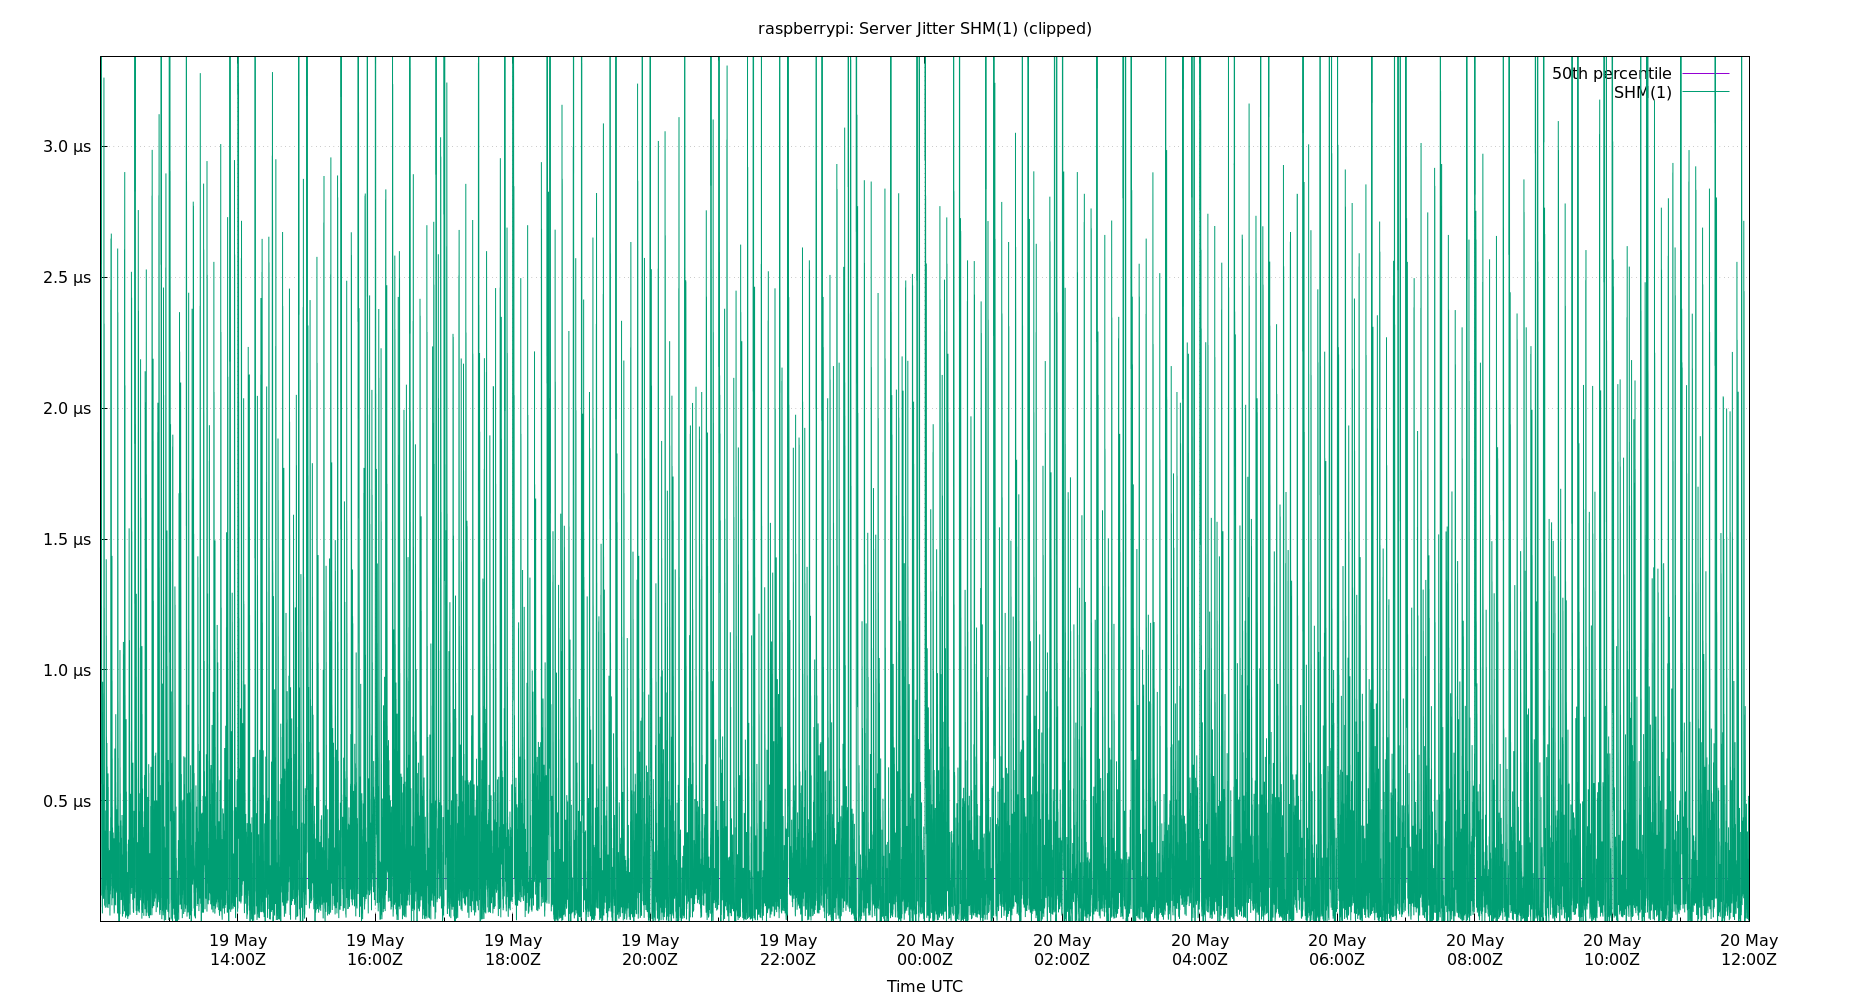 raspberrypi: Server Jitter SHM(1) (clipped)
50th percentile
SHM(1)
3.0 µs
2.5 µs
2.0 µs
1.5 µs
1.0 µs
0.5 µs
19 May 19 May 19 May 19 May 19 May 20 May 20 May 20 May 20 May 20 May 20 May 20 May
14:00Z 16:00Z 18:00Z 20:00Z 22:00Z 00:00Z 02:00Z 04:00Z 06:00Z 08:00Z 10:00Z 12:00Z
Time UTC